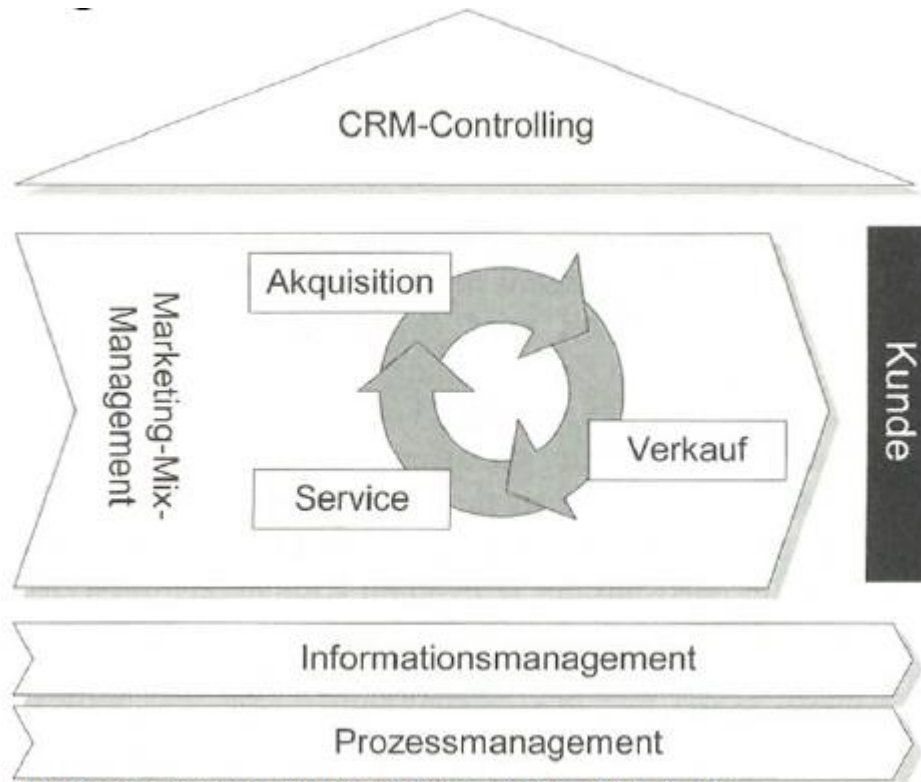 CRM-Controlling
Marketing-Mix-
Management
Akquisition
Verkauf
Service
Kunde
Informationsmanagement
Prozessmanagement